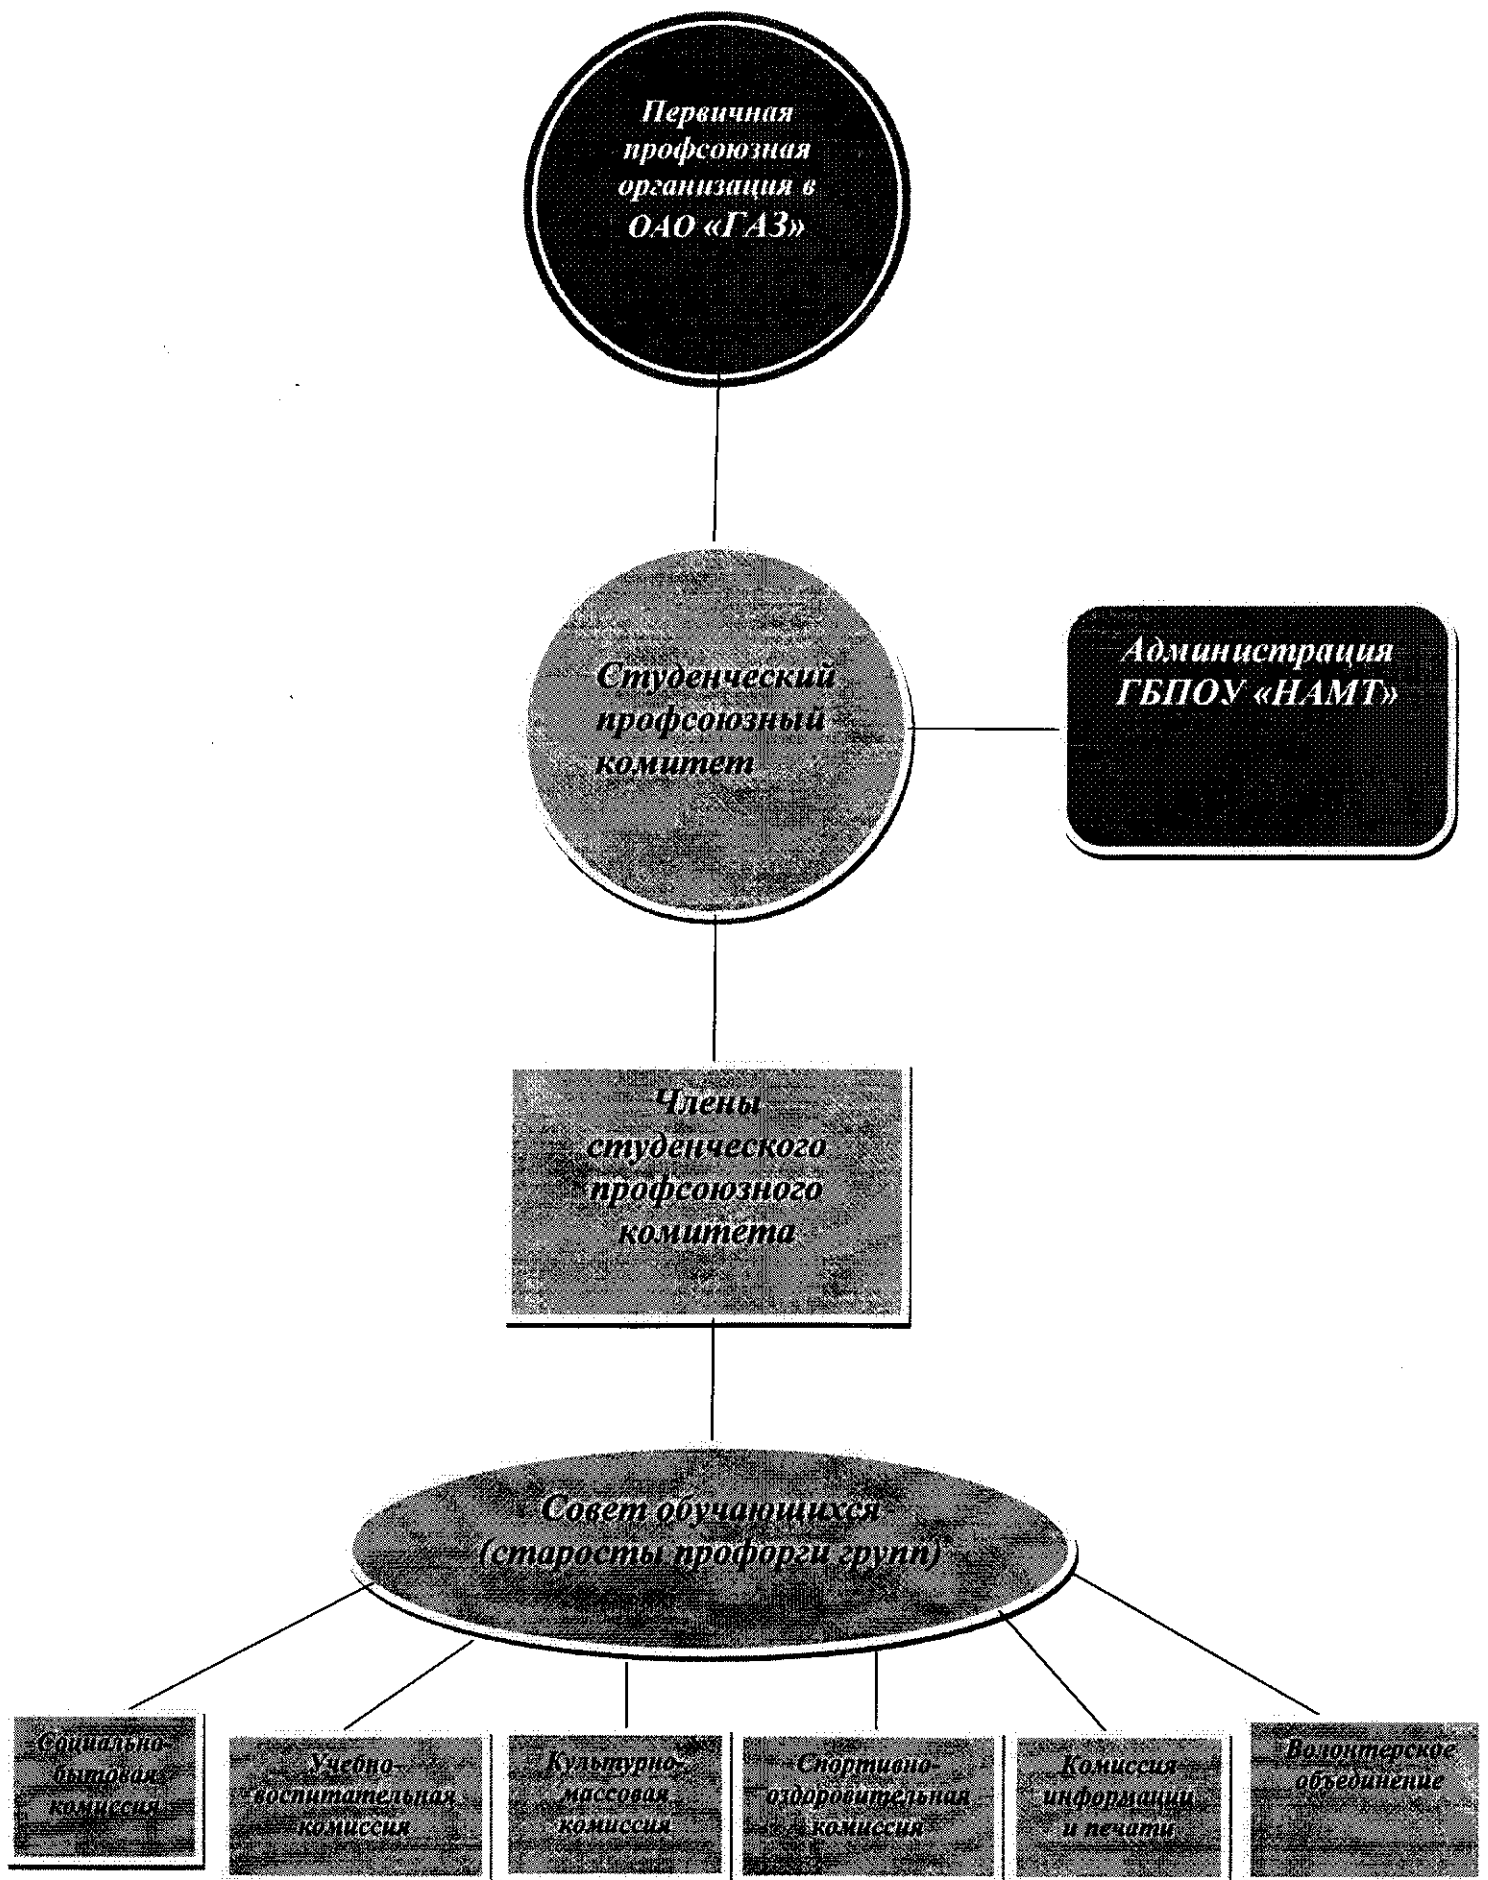 Первичная
профсоюзная
организация в
ОАО «ГАЗ»
Студенческий
профсоюзный
комитет
Администрация
ГБПОУ «НАМТ»
Члены
студенческого
профсоюзного
комитета
Совет обучающихся
(старосты профорги групп)
Социально-
бытовая
комиссия
Учебно-
воспитательная
комиссия
Культурно-
массовая
комиссия
Спортивно-
оздоровительная
комиссия
Комиссия
информации
и печати
Волонтерское
объединение